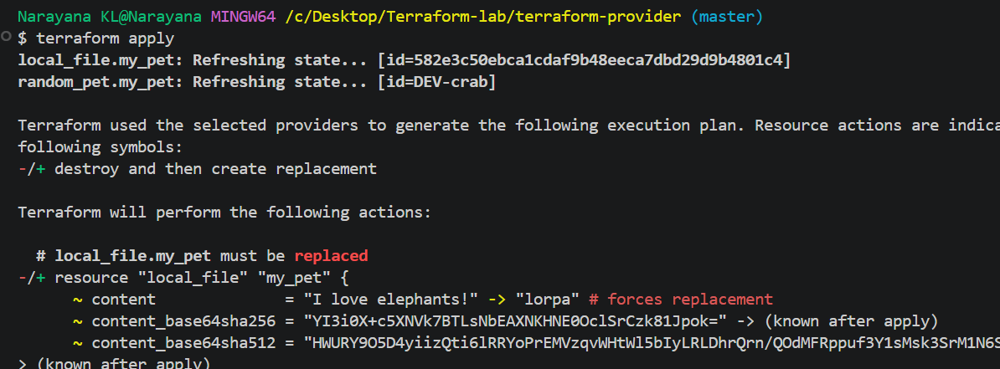 Narayana KL@Narayana MINGW64 /c/Desktop/Terraform-lab/terraform-provider (master)
$ terraform apply
local_file.my_pet: Refreshing state... [id=582e3c50ebca1cdaf9b48eeca7dbd29d9b4801c4]
random_pet.my_pet: Refreshing state... [id=DEV-crab]
Terraform used the selected providers to generate the following execution plan. Resource actions are indica
following symbols:
-/+ destroy and then create replacement
Terraform will perform the following actions:
# local_file.my_pet must be replaced
-/+ resource "local_file" "my_pet" {
~ content = "I love elephants!" -> "lorpa" # forces replacement
~ content_base64sha256 = "YI3i0X+c5XNVk7BTLsNbEAXNKHNE0OclSrCzk81Jpok=" -> (known after apply)
~ content_base64sha512 = "HWURY9O5D4yiizQti6lRRYoPrEMVzqvWHtWl5bIyLRLDhrQrn/QOdMFRppuf3Y1sMsk3SrM1N6S
> (known after apply)